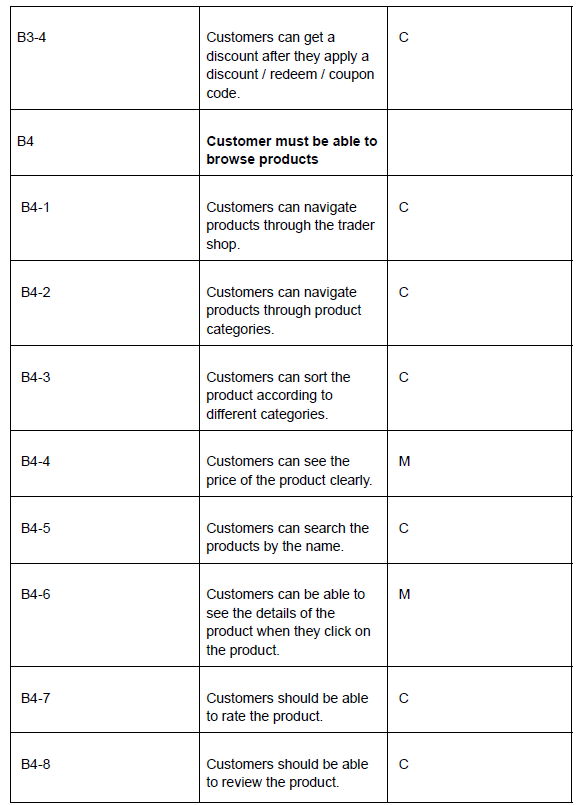 B3-4
Customers can get a
discount after they apply a
discount / redeem / coupon
code.
C
B4
Customer must be able to
browse products
B4-1
Customers can navigate
products through the trader
shop.
C
B4-2
Customers can navigate
products through product
categories.
C
B4-3
Customers can sort the
product according to
different categories.
C
B4-4
Customers can see the
price of the product clearly.
M
B4-5
Customers can search the
products by the name.
C
B4-6
Customers can be able to
see the details of the
product when they click on
the product.
M
B4-7
Customers should be able
to rate the product.
C
B4-8
Customers should be able
to review the product.
C